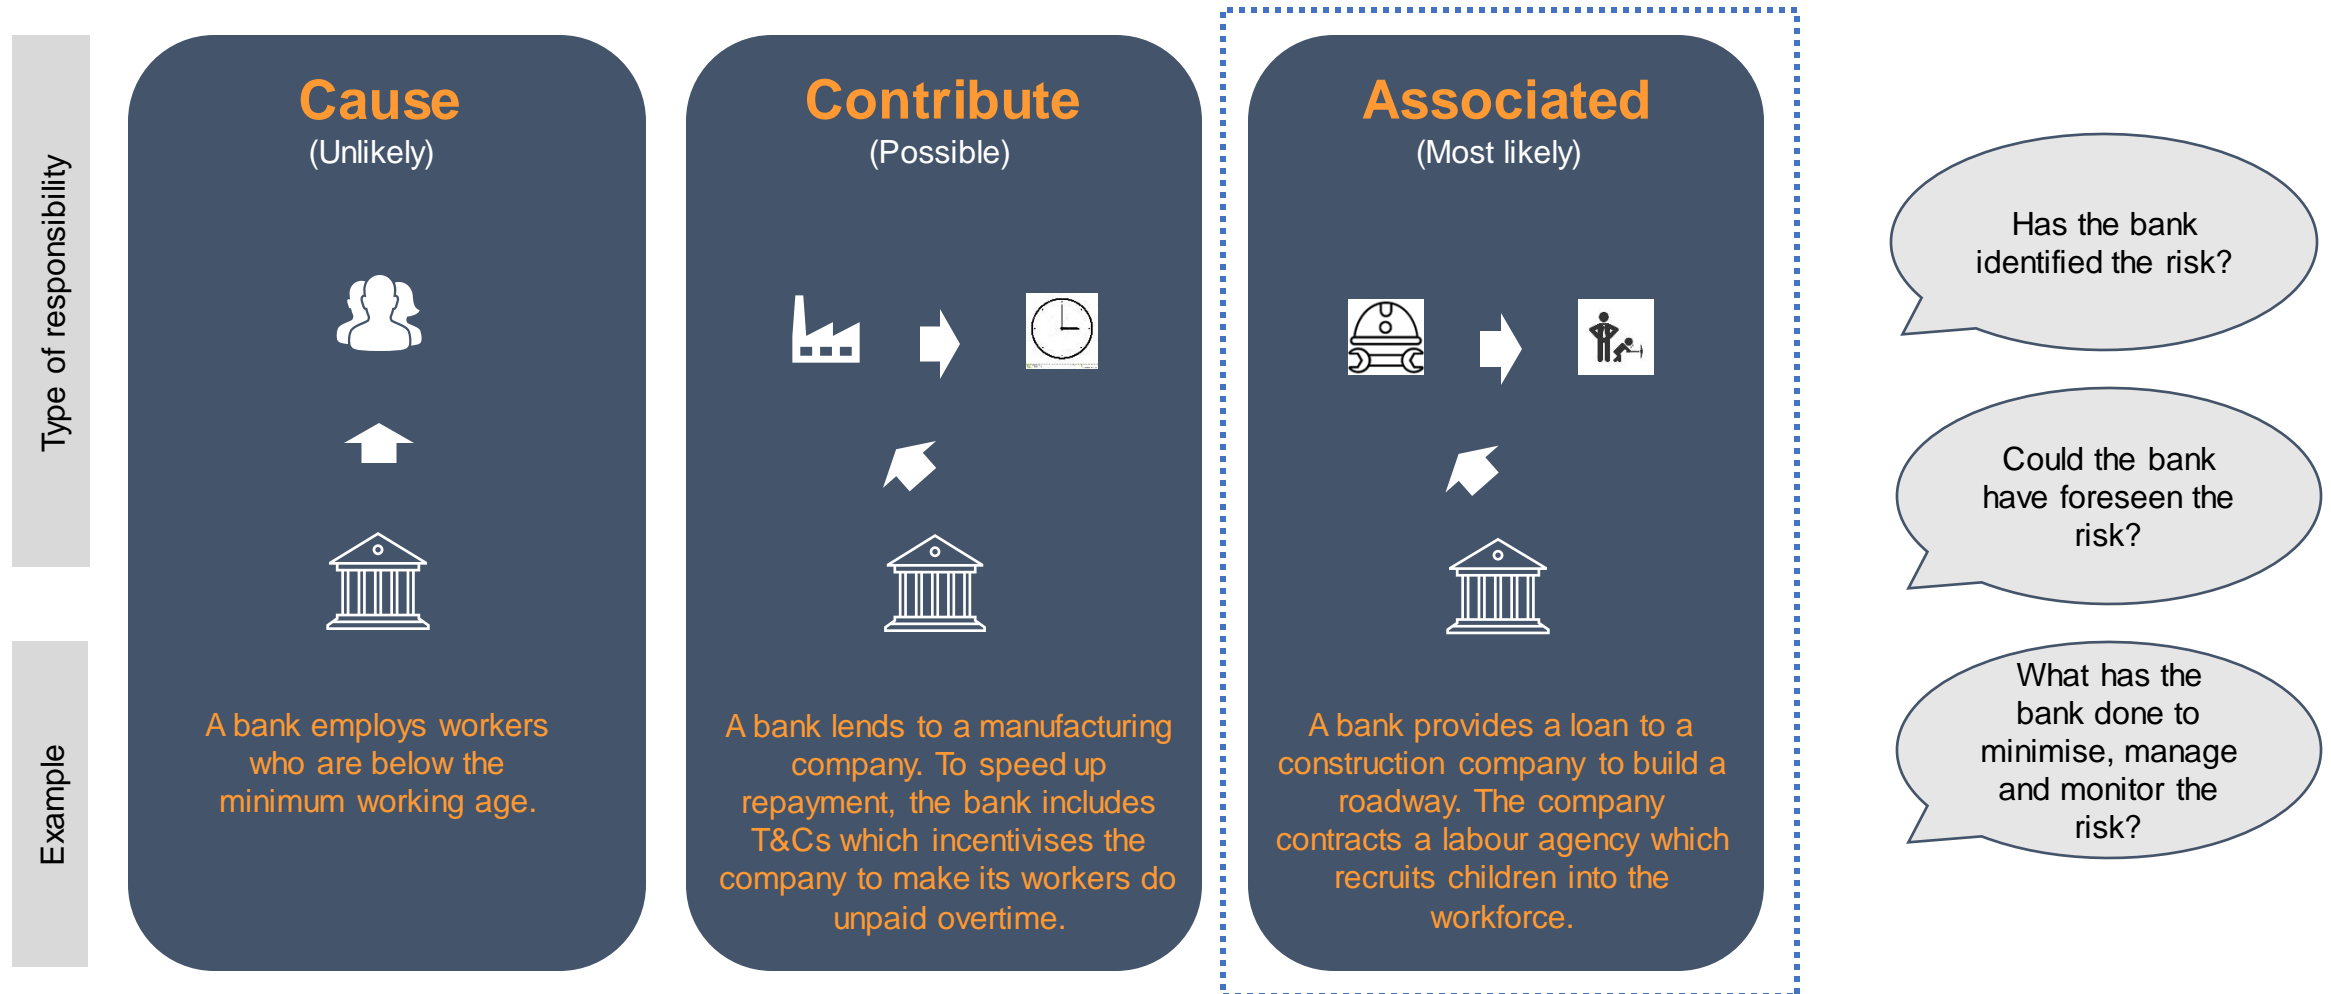 Type of responsibility
Cause
(Unlikely)
Contribute
(Possible)
Associated
(Most likely)
Example
A bank employs workers
who are below the
minimum working age.
A bank lends to a manufacturing
company. To speed up
repayment, the bank includes
T&Cs which incentivises the
company to make its workers do
unpaid overtime.
A bank provides a loan to a
construction company to build a
roadway. The company
contracts a labour agency which
recruits children into the
workforce.
Has the bank
identified the risk?
Could the bank
have foreseen the
risk?
What has the
bank done to
minimise, manage
and monitor the
risk?